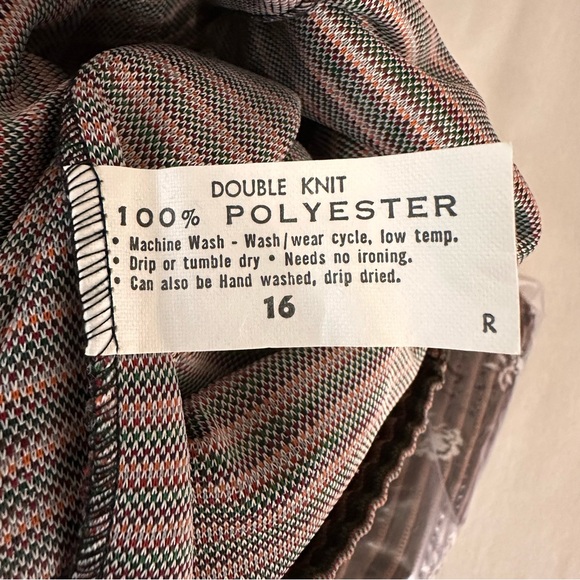 DOUBLE KNIT
100% POLYESTER
• Machine Wash - Wash/wear cycle, low temp.
• Drip or tumble dry • Needs no ironing.
• Can also be Hand washed, drip dried.
16
R